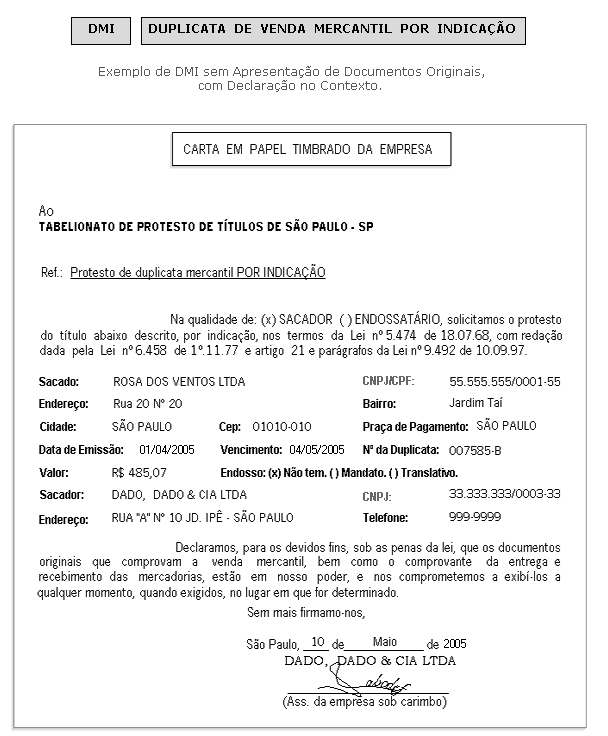 DMI DUPLICATA DE VENDA MERCANTIL POR INDICAÇÃO
Exemplo de DMI sem Apresentação de Documentos Originais,
com Declaração no Contexto.
CARTA EM PAPEL TIMBRADO DA EMPRESA
Ao
TABELIONATO DE PROTESTO DE TÍTULOS DE SÃO PAULO - SP
Ref.: Protesto de duplicata mercantil POR INDICAÇÃO
Na qualidade de: (x) SACADOR ( ) ENDOSSATÁRIO, solicitamos o protesto
do título abaixo descrito, por indicação, nos termos da Lei nº 5.474 de 18.07.68, com redação
dada pela Lei nº 6.458 de 1º.11.77 e artigo 21 e parágrafos da Lei nº 9.492 de 10.09.97.
Sacado: ROSA DOS VENTOS LTDA CNPJ/CPF: 55.555.555/0001-55
Endereço: Rua 20 Nº 20 Bairro: Jardim Taí
Cidade: SÃO PAULO Cep: 01010-010 Praça de Pagamento: SÃO PAULO
Data de Emissão: 01/04/2005 Vencimento: 04/05/2005 Nº da Duplicata: 007585-B
Valor: R$ 485,07 Endosso: (x) Não tem. ( ) Mandato. ( ) Translativo.
Sacador: DADO, DADO & CIA LTDA CNPJ: 33.333.333/0003-33
Endereço: RUA "A" Nº 10 JD. IPÊ - SÃO PAULO Telefone: 999-9999
Declaramos, para os devidos fins, sob as penas da lei, que os documentos
originais que comprovam a venda mercantil, bem como o comprovante da entrega e
recebimento das mercadorias, estão em nosso poder, e nos comprometemos a exibí-los a
qualquer momento, quando exigidos, no lugar em que for determinado.
Sem mais firmamo-nos,
São Paulo, 10 de Maio de 2005
DADO, DADO & CIA LTDA
abcdef
(Ass. da empresa sob carimbo)